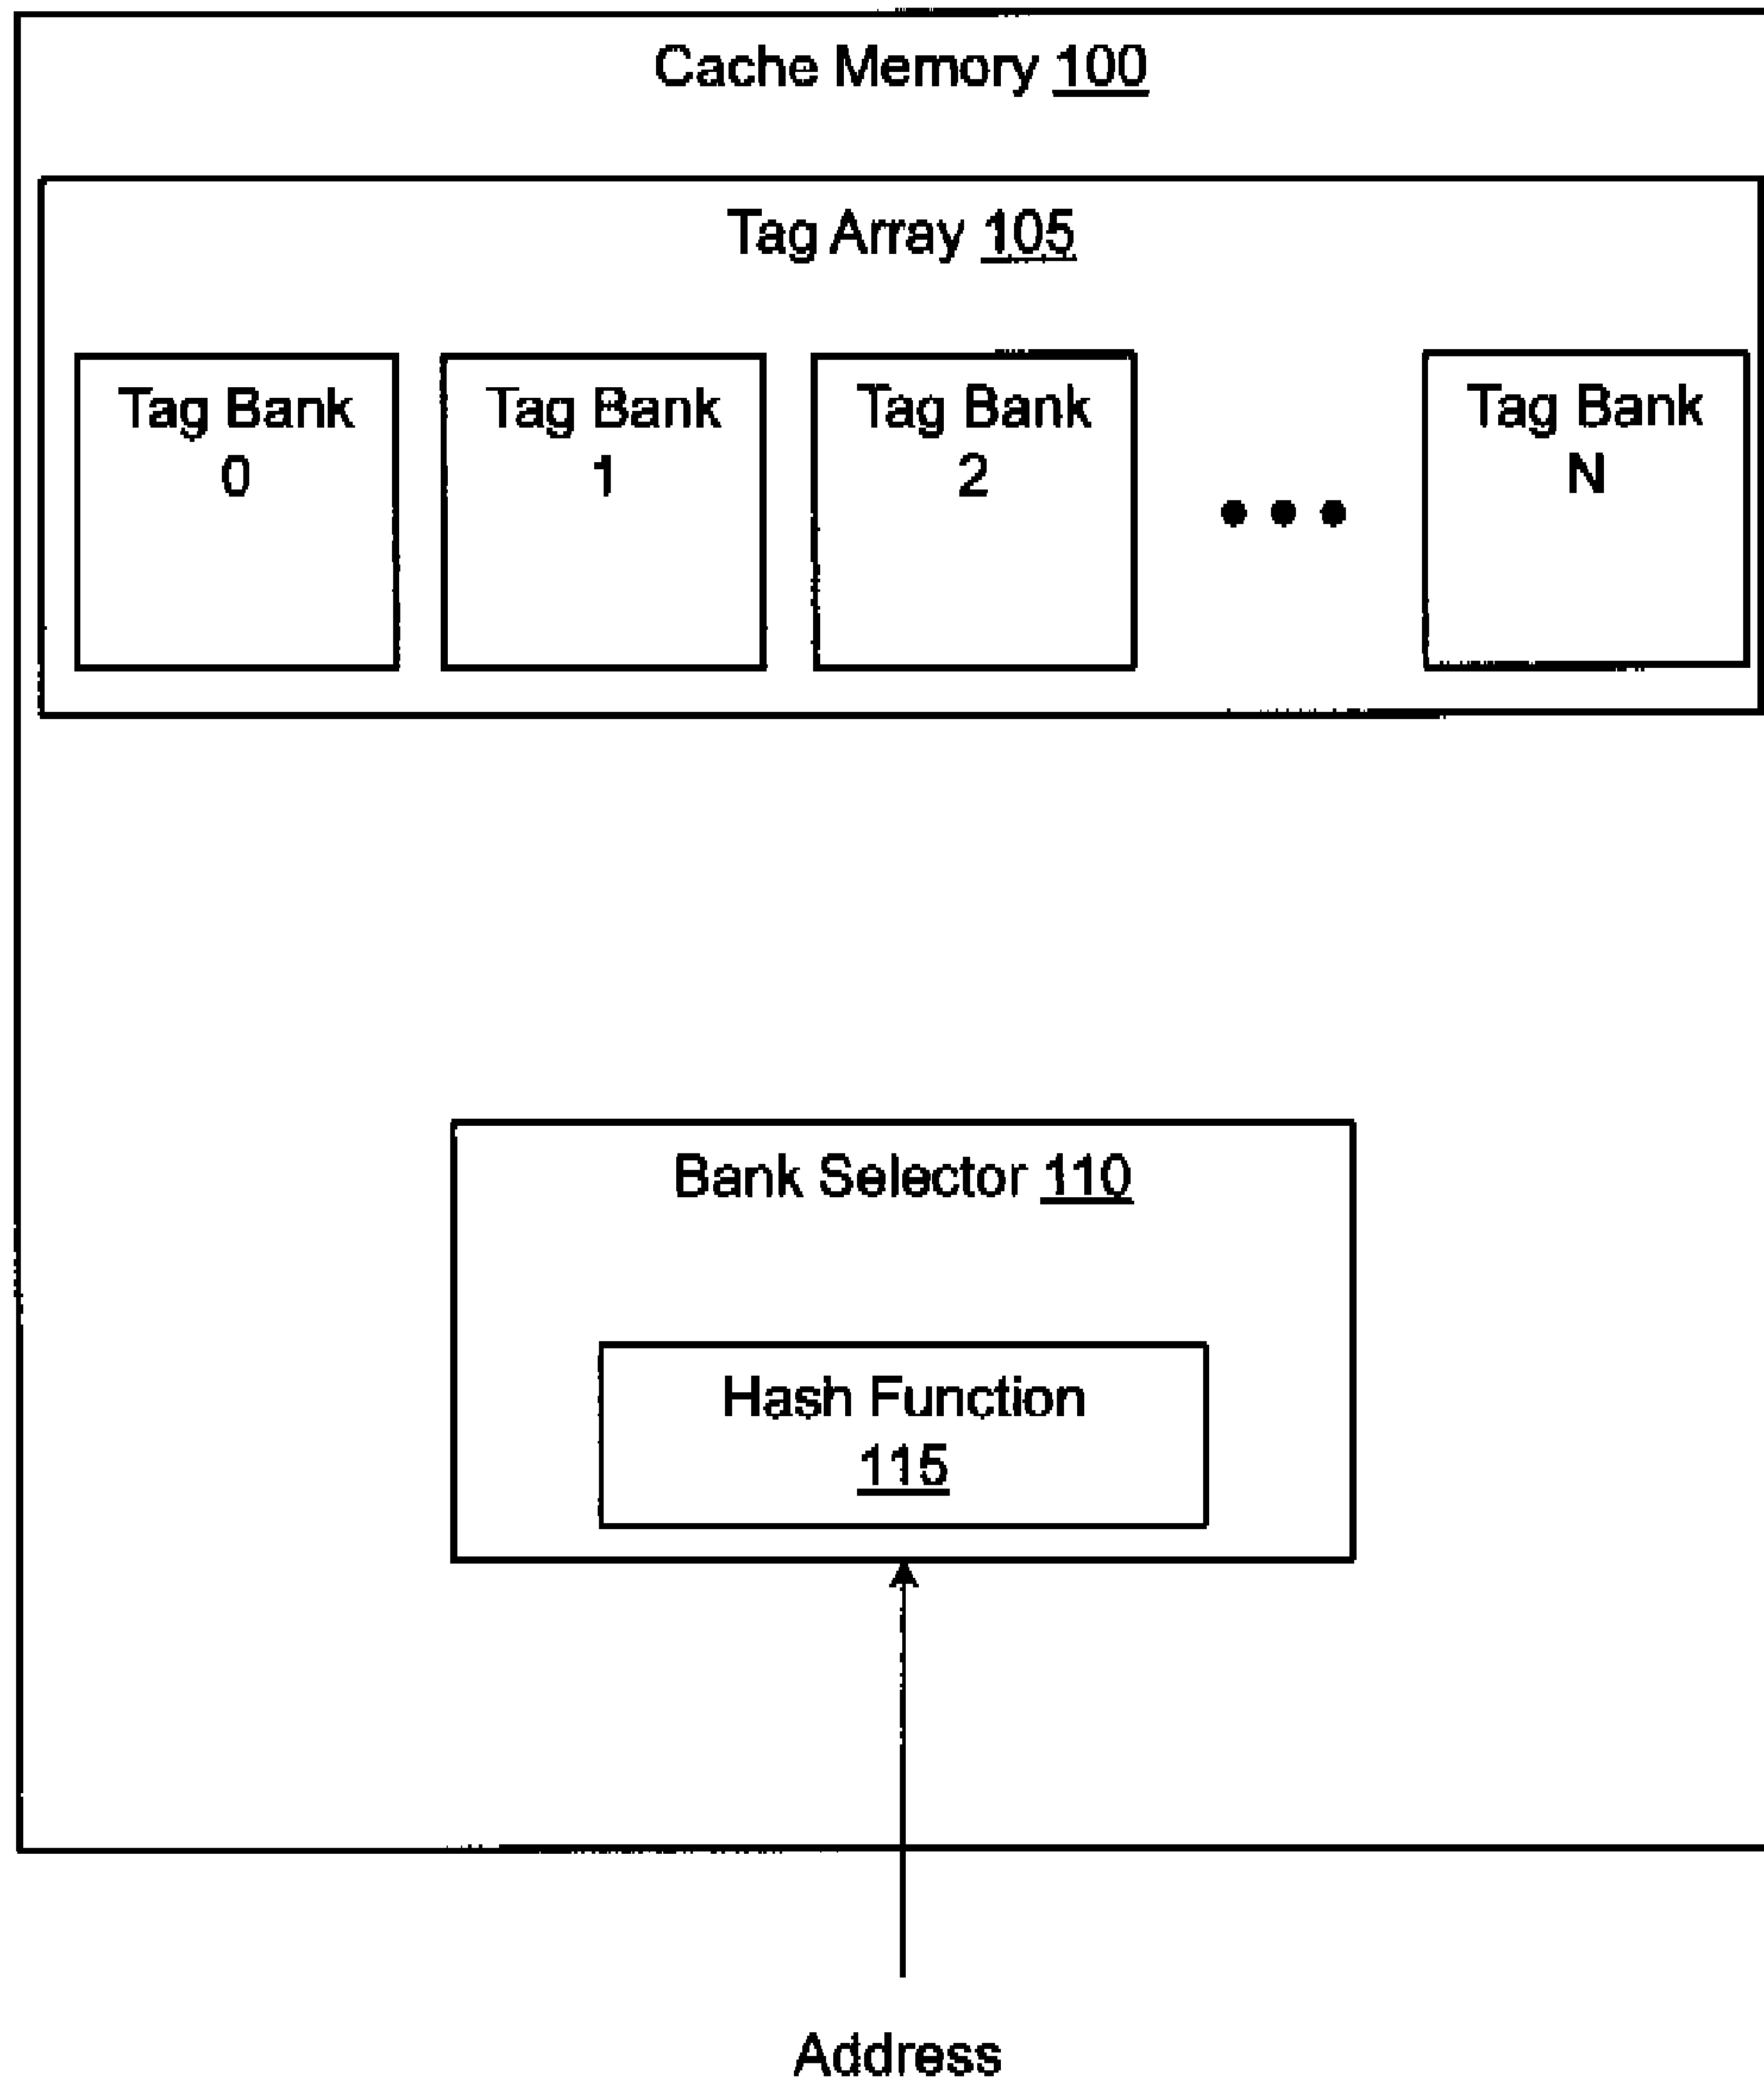 Cache Memory 100
Tag Array 105
Tag Bank
0
Tag Bank
1
Tag Bank
2
Tag Bank
N
Bank Selector 110
Hash Function
115
Address